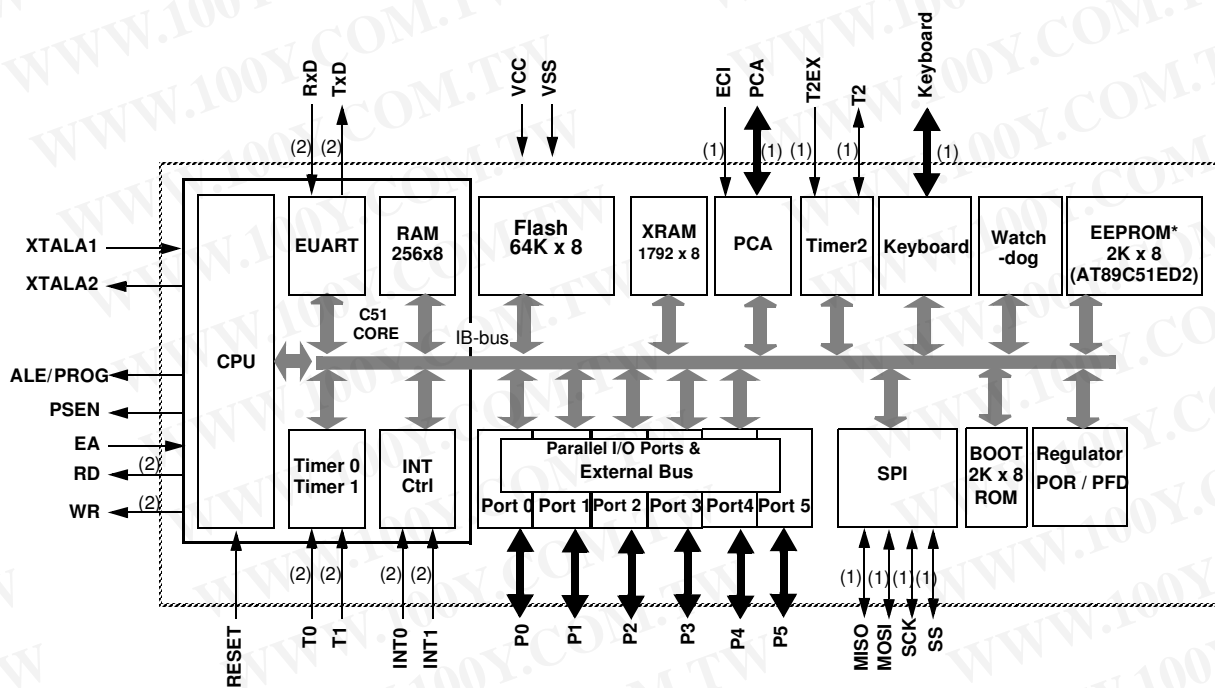 RxD
TxD
VCC
VSS
ECI
PCA
T2EX
T2
Keyboard
(2)
(2)
(1)
(1)
(1)
(1)
(1)
XTALA1
XTALA2
ALE/PROG
PSEN
EA
RD
(2)
WR
(2)
CPU
EUART
RAM
256x8
C51
CORE
IB-bus
Flash
64K x 8
XRAM
1792 x 8
PCA
Timer2
Keyboard
Watch
-dog
EEPROM*
2K x 8
(AT89C51ED2)
Timer 0
Timer 1
INT
Ctrl
Parallel I/O Ports &
External Bus
Port 0
Port 1
Port 2
Port 3
Port4
Port 5
SPI
BOOT
2K x 8
ROM
Regulator
POR / PFD
(2)
(2)
(2)
(2)
(1)
(1)
(1)
(1)
RESET
T0
T1
INT0
INT1
P0
P1
P2
P3
P4
P5
MISO
MOSI
SCK
SS
WWW.100Y.COM.TW